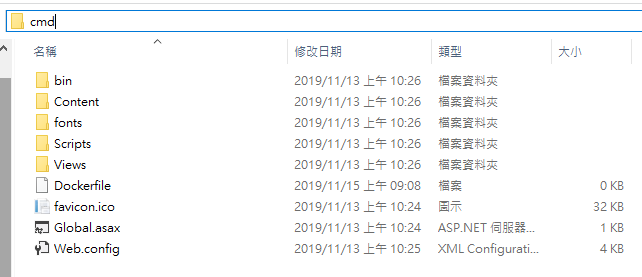 cmd
名稱 修改日期 類型 大小
bin 2019/11/13 上午 10:26 檔案資料夾
Content 2019/11/13 上午 10:26 檔案資料夾
fonts 2019/11/13 上午 10:26 檔案資料夾
Scripts 2019/11/13 上午 10:26 檔案資料夾
Views 2019/11/13 上午 10:26 檔案資料夾
Dockerfile 2019/11/15 上午 09:08 檔案 0 KB
favicon.ico 2019/11/13 上午 10:24 圖示 32 KB
Global.asax 2019/11/13 上午 10:24 ASP.NET 伺服器... 1 KB
Web.config 2019/11/13 上午 10:25 XML Configurati... 4 KB